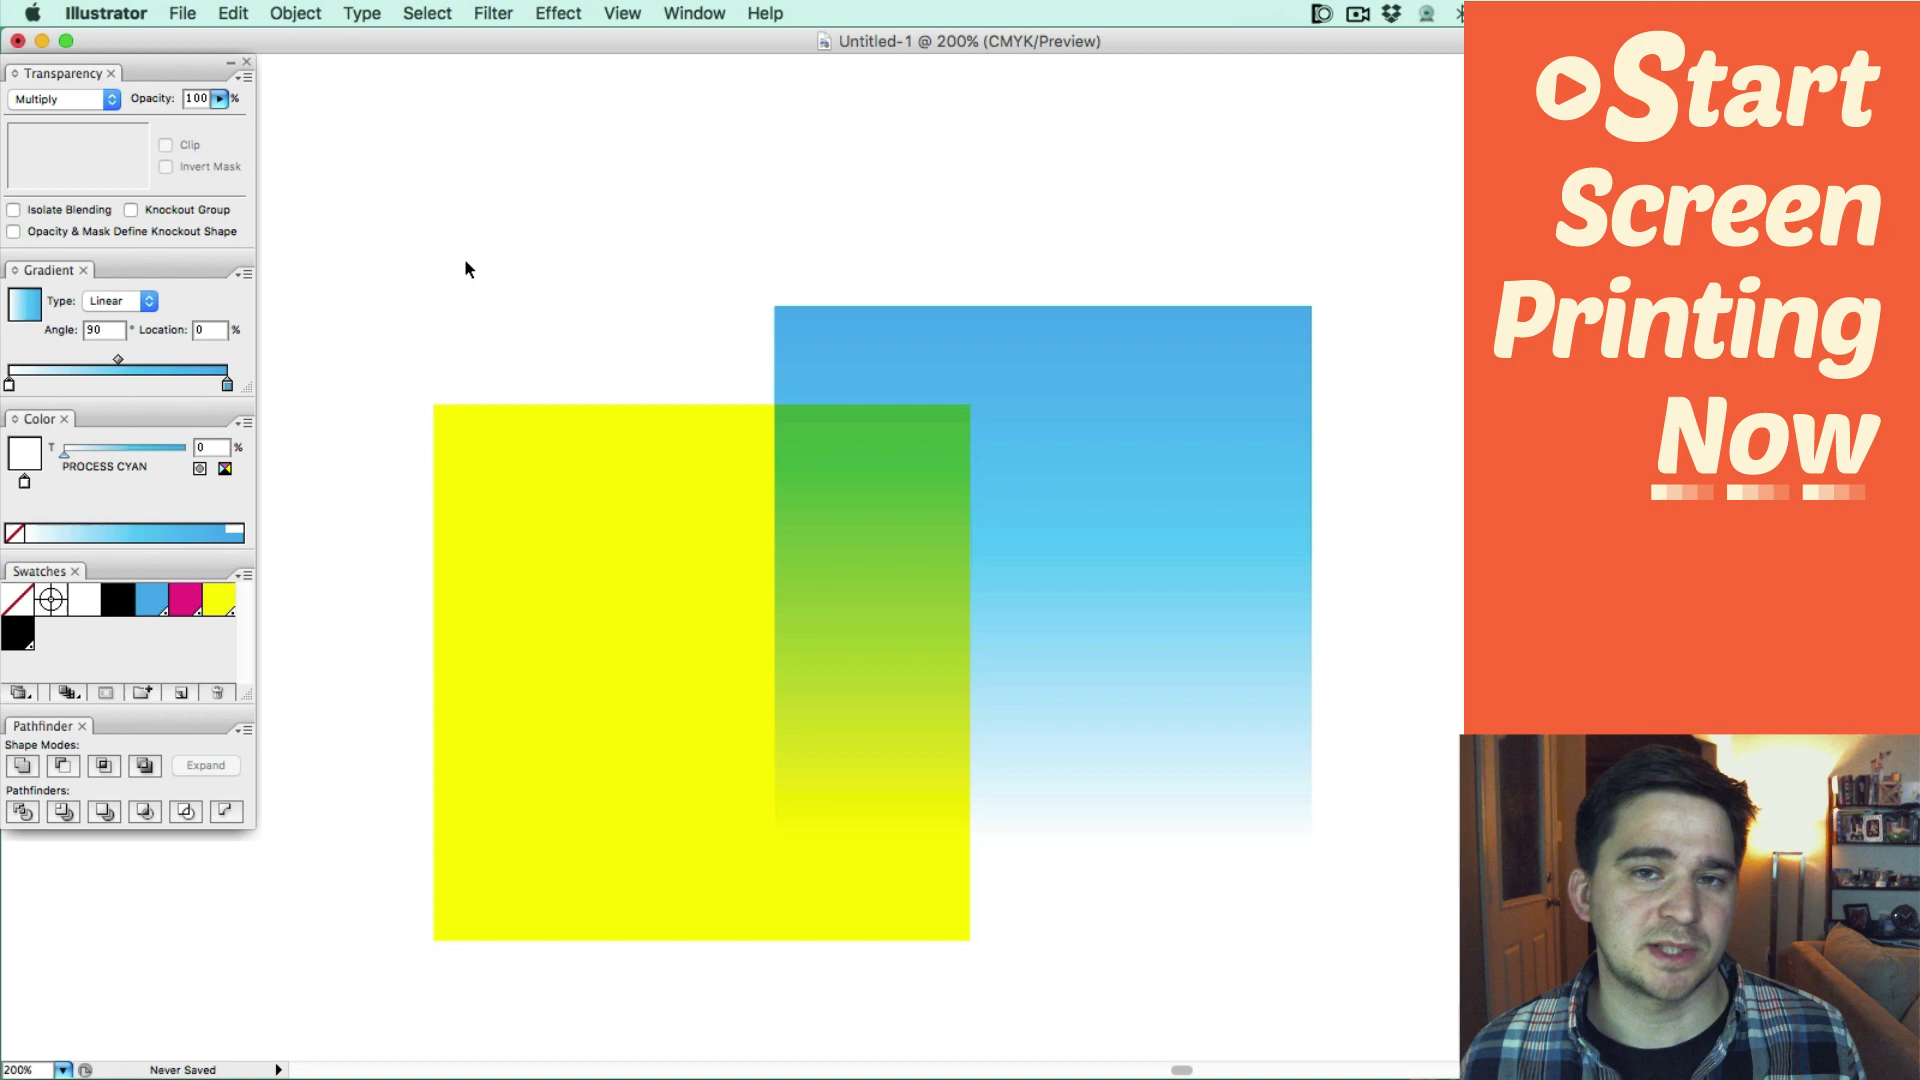 Illustrator File Edit Object Type Select Filter Effect View Window Help
Untitled-1 @ 200% (CMYK/Preview)
Transparency
Multiply Opacity: 100 %
Clip
Invert Mask
Isolate Blending Knockout Group
Opacity & Mask Define Knockout Shape
Gradient
Type: Linear
Angle: 90 ° Location: 0 %
Color
T 0 %
PROCESS CYAN
Swatches
Pathfinder
Shape Modes:
Expand
Pathfinders:
200% Never Saved
Start
Screen
Printing
Now